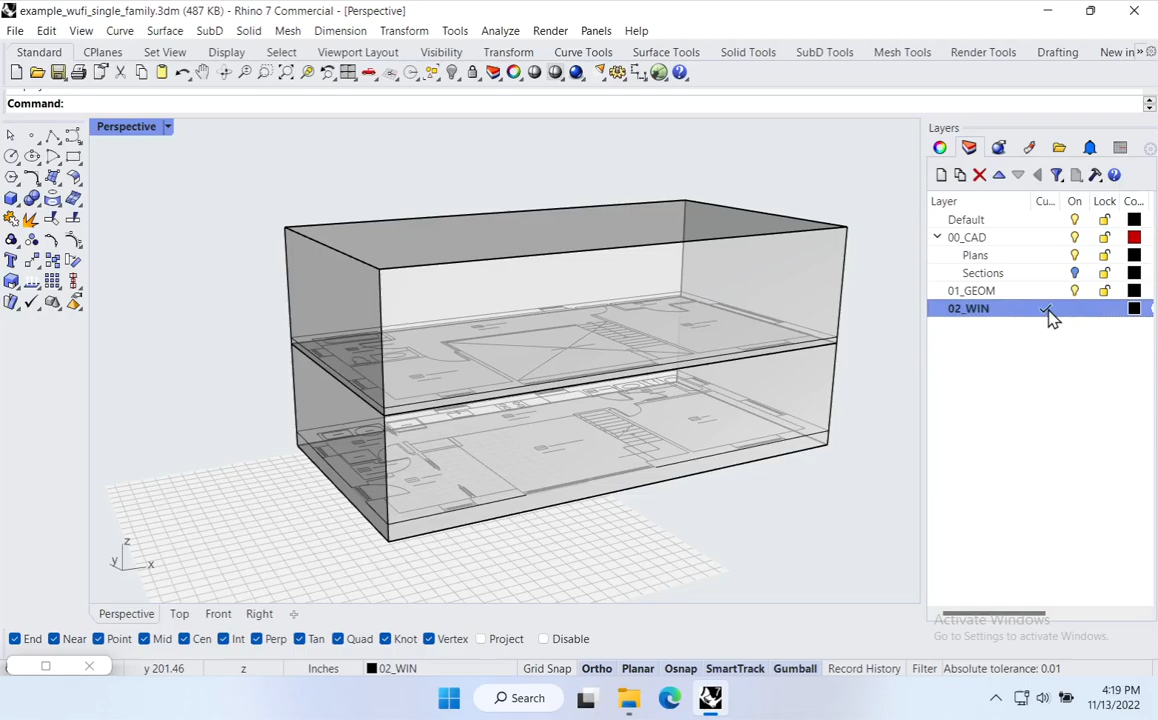 example_wufi_single_family.3dm (487 KB) - Rhino 7 Commercial - [Perspective]
File Edit View Curve Surface SubD Solid Mesh Dimension Transform Tools Analyze Render Panels Help
Standard CPlanes Set View Display Select Viewport Layout Visibility Transform Curve Tools Surface Tools Solid Tools SubD Tools Mesh Tools Render Tools Drafting New in »
Command:
Perspective
Layers
Layer Cu... On Lock Co...
Default
00_CAD
Plans
Sections
01_GEOM
02_WIN
z
y x
Activate Windows
Go to Settings to activate Windows.
Perspective Top Front Right
End Near Point Mid Cen Int Perp Tan Quad Knot Vertex Project Disable
y 201.46 z Inches 02_WIN Grid Snap Ortho Planar Osnap SmartTrack Gumball Record History Filter Absolute tolerance: 0.01
Search
4:19 PM
11/13/2022